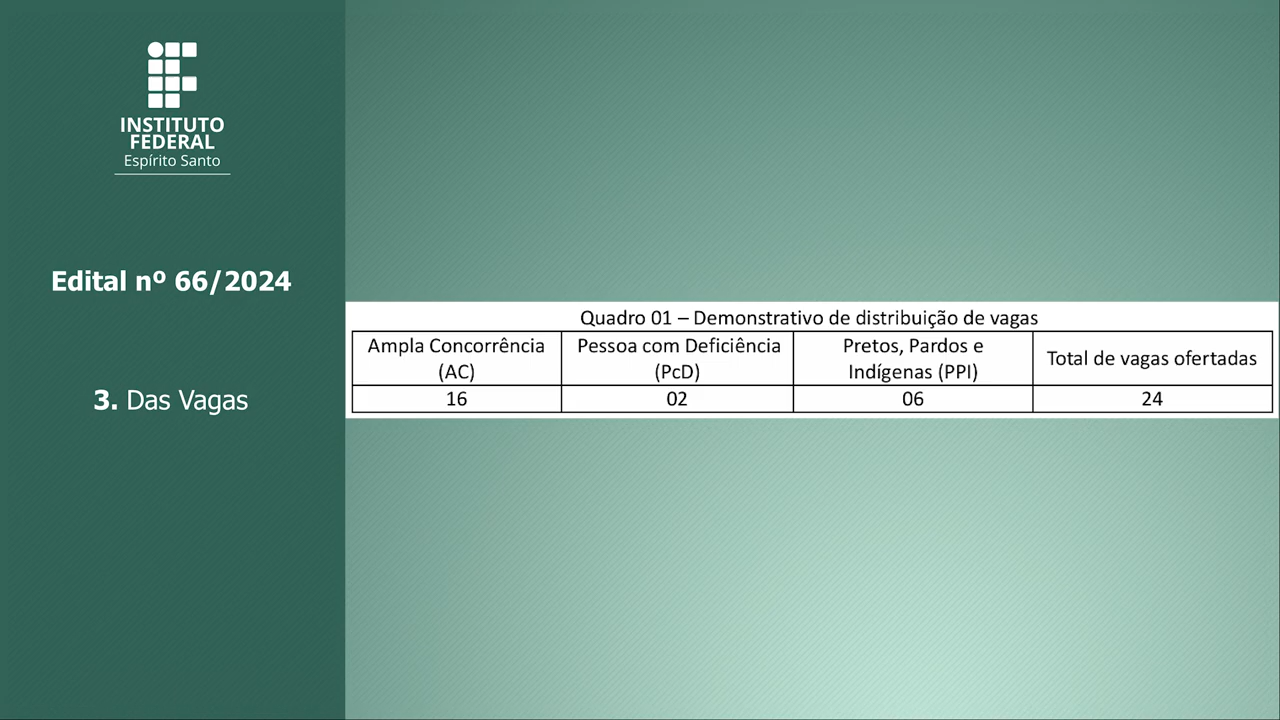 INSTITUTO
FEDERAL
Espírito Santo
Edital nº 66/2024
3. Das Vagas
Quadro 01 – Demonstrativo de distribuição de vagas
Ampla Concorrência (AC)
Pessoa com Deficiência (PcD)
Pretos, Pardos e Indígenas (PPI)
Total de vagas ofertadas
16 02 06 24